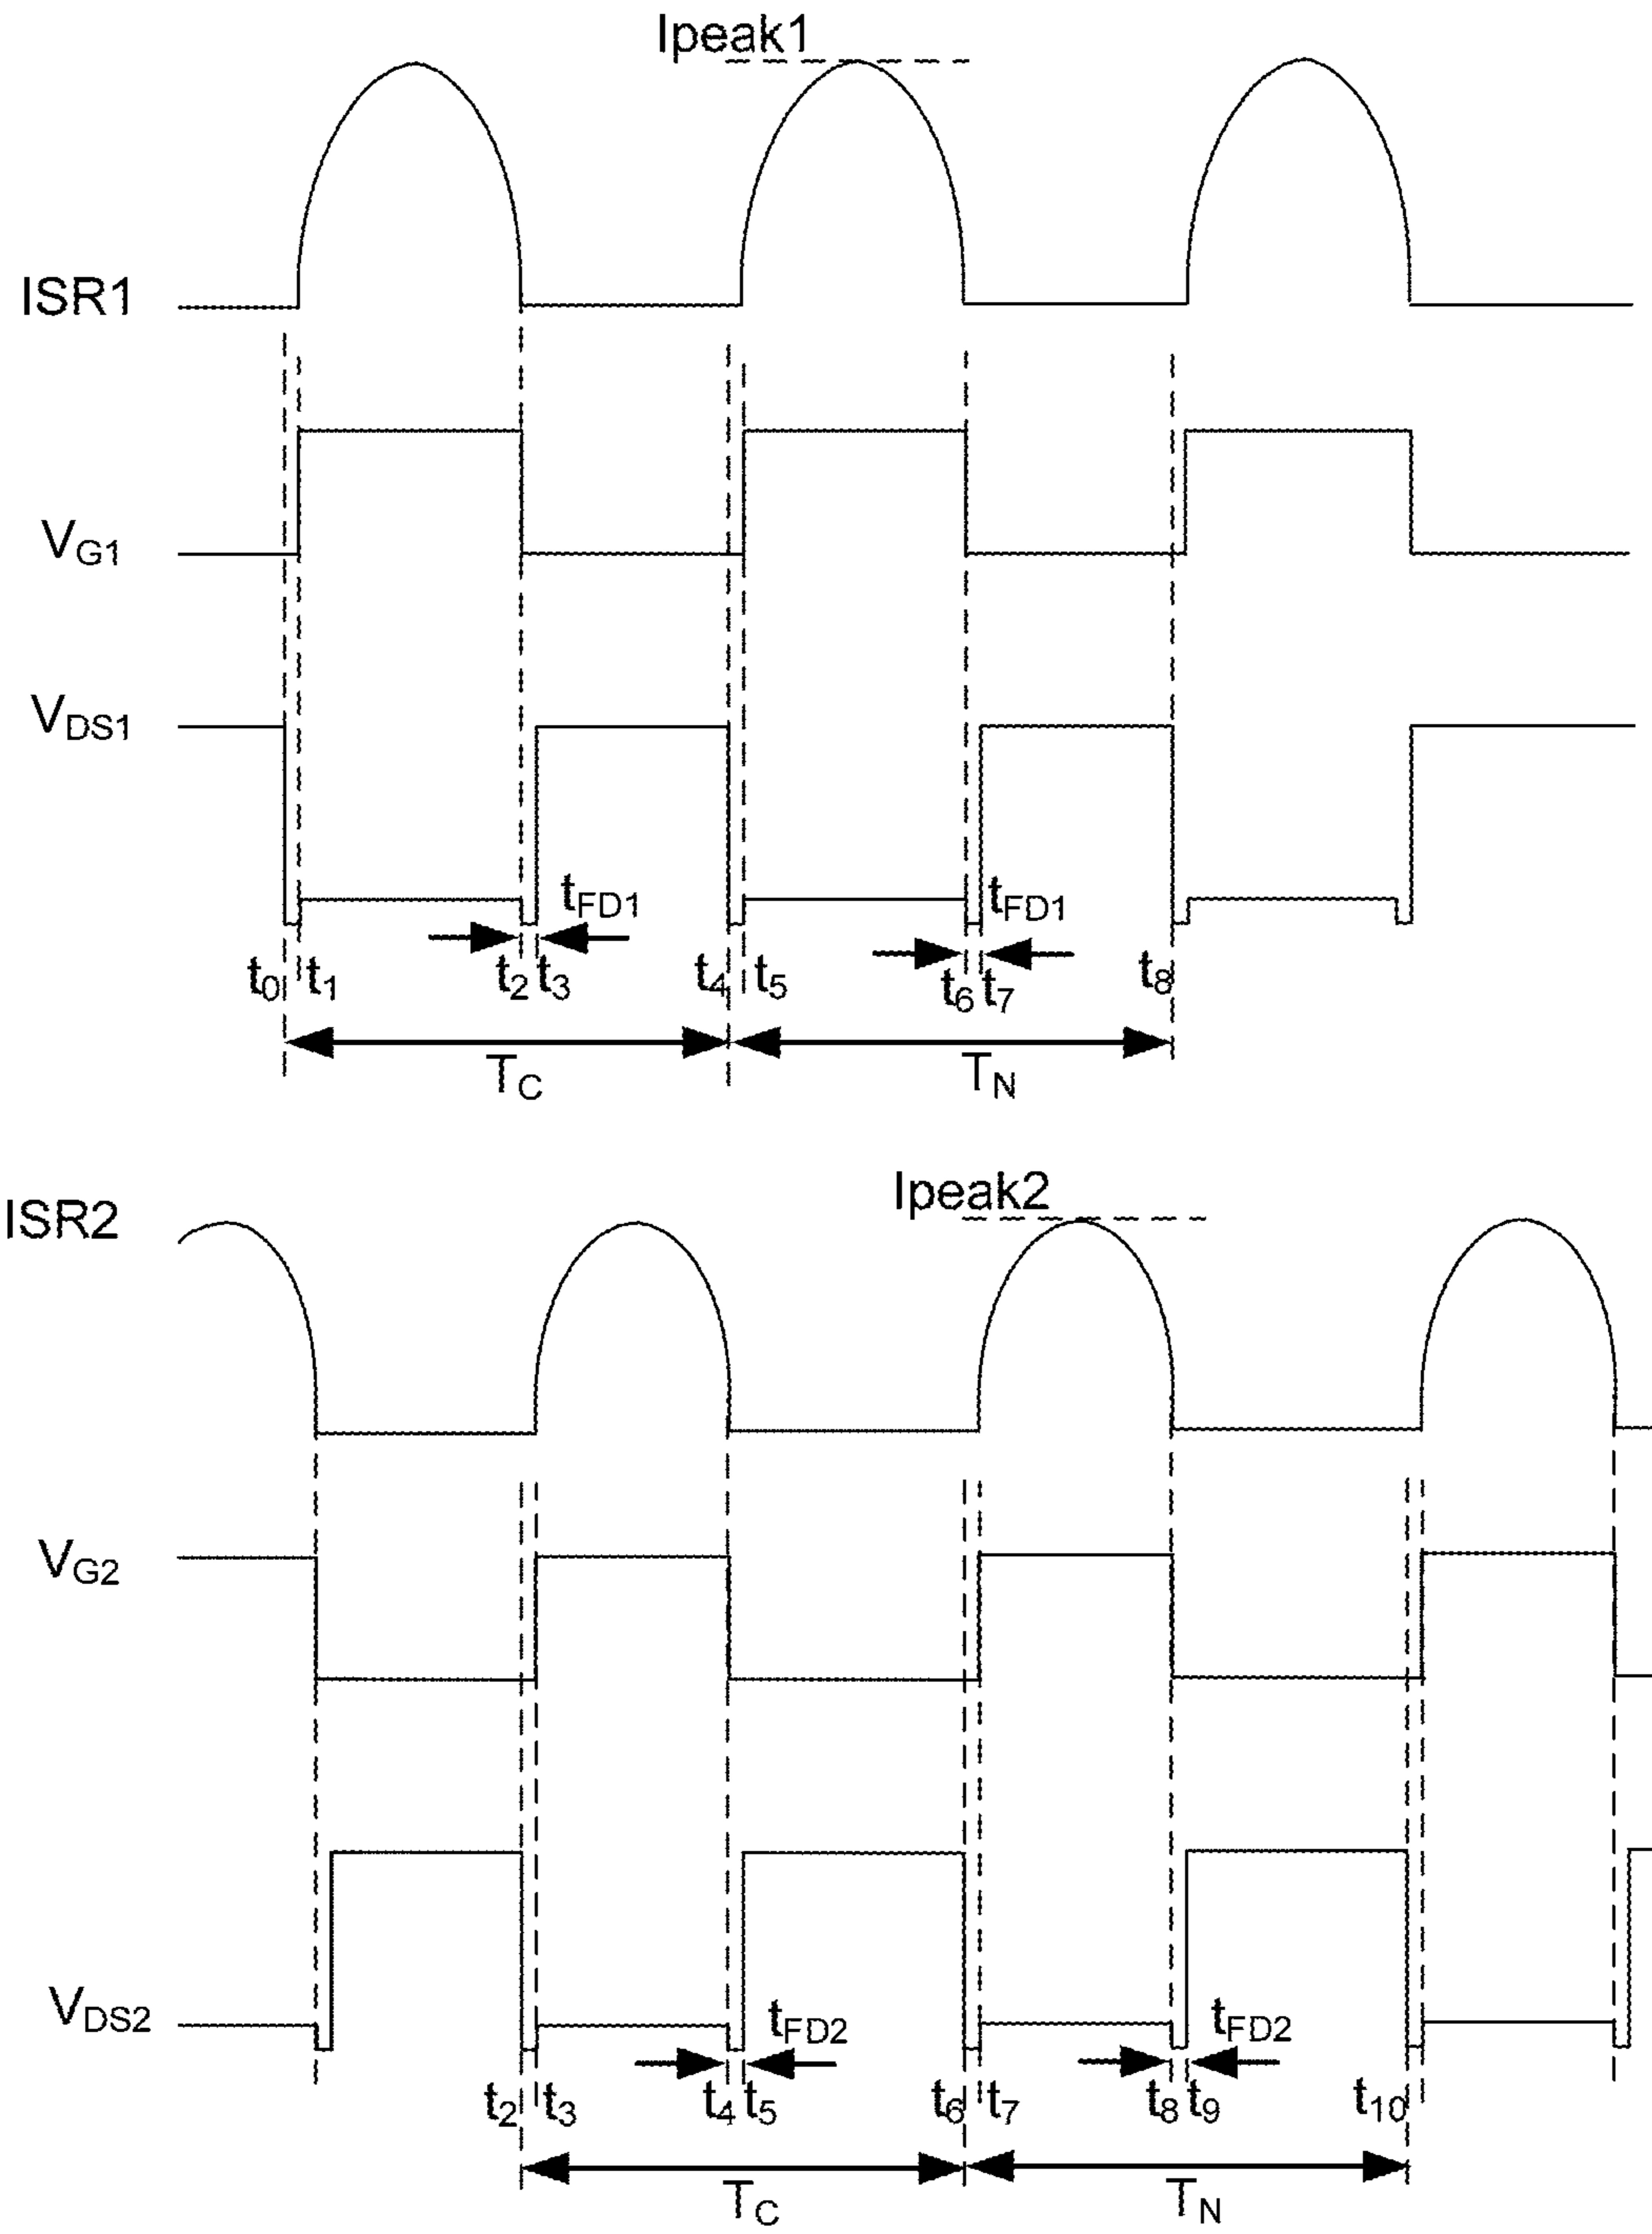 Ipeak1
ISR1
VG1
VDS1
tFD1 tFD1
t0 t1 t2 t3 t4 t5 t6 t7 t8
TC TN
Ipeak2
ISR2
VG2
VDS2
tFD2 tFD2
t2 t3 t4 t5 t6 t7 t8 t9 t10
TC TN